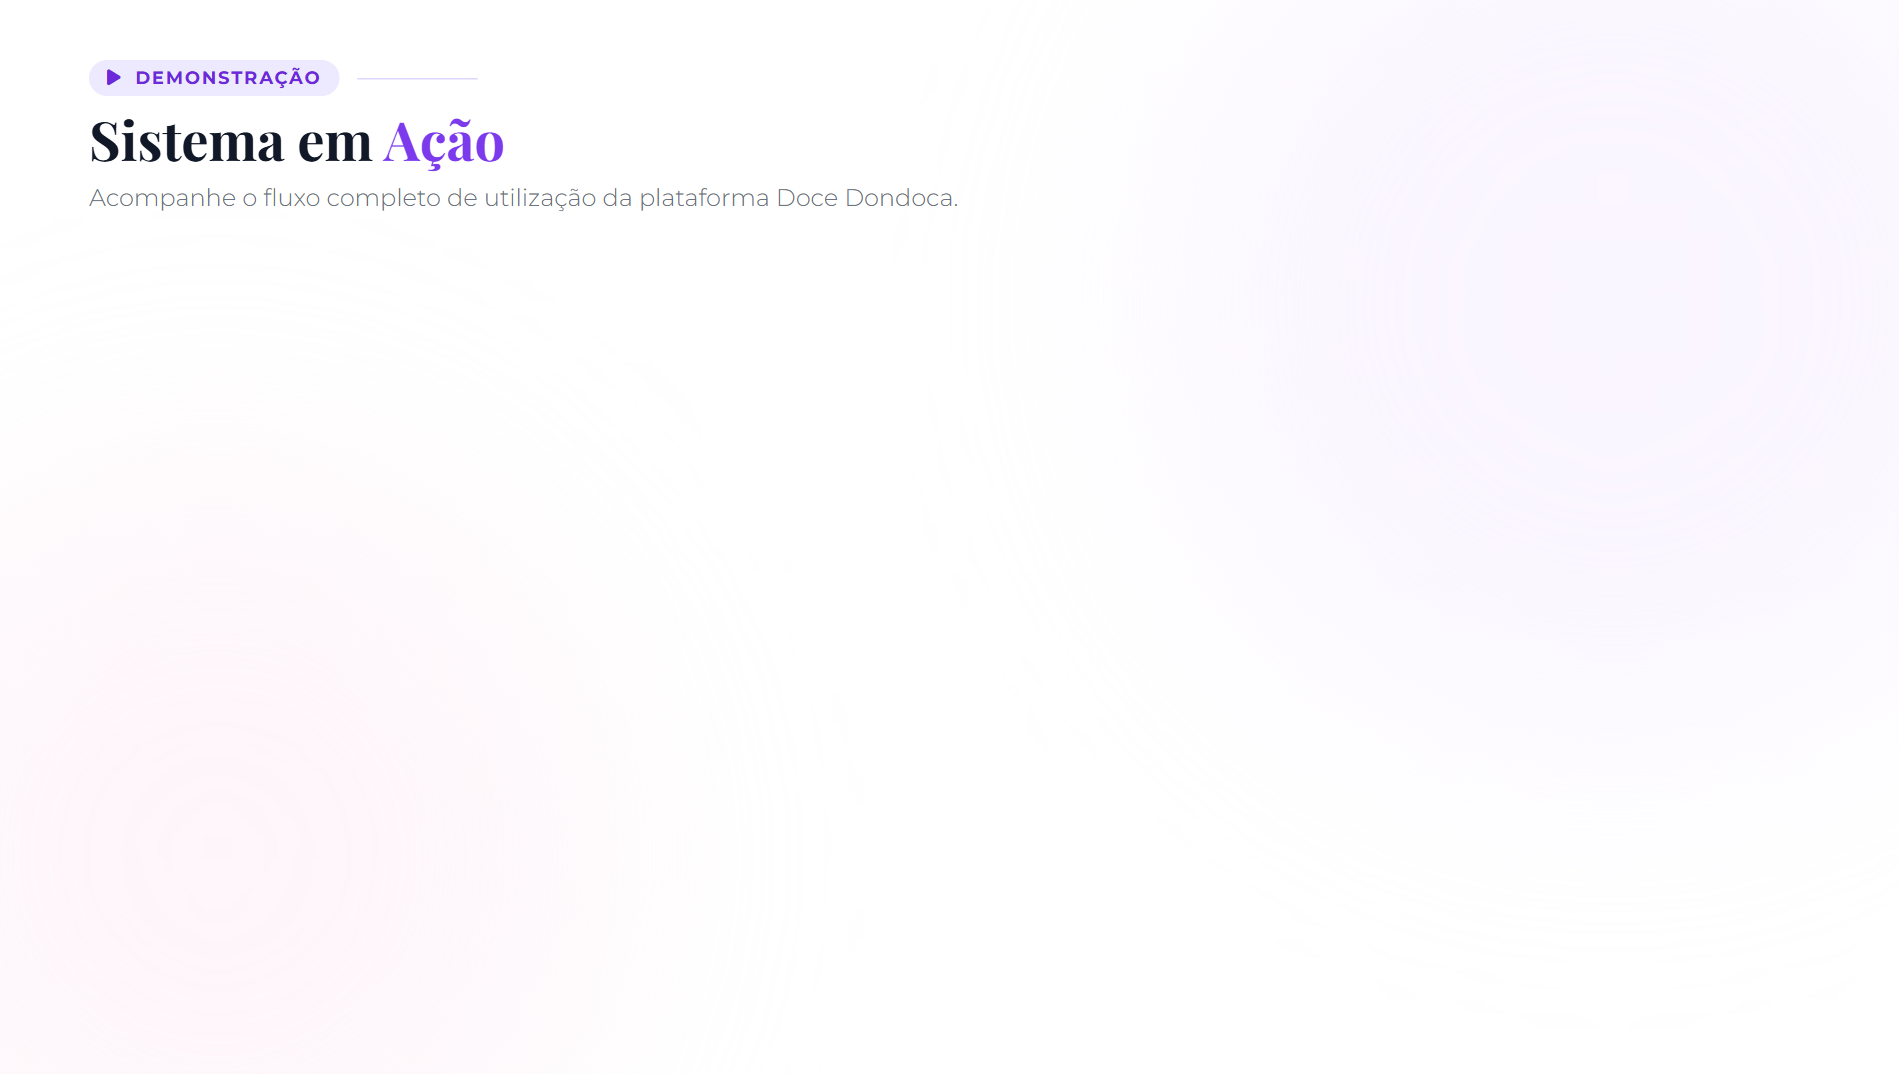 DEMONSTRAÇÃO
Sistema em Ação
Acompanhe o fluxo completo de utilização da plataforma Doce Dondoca.